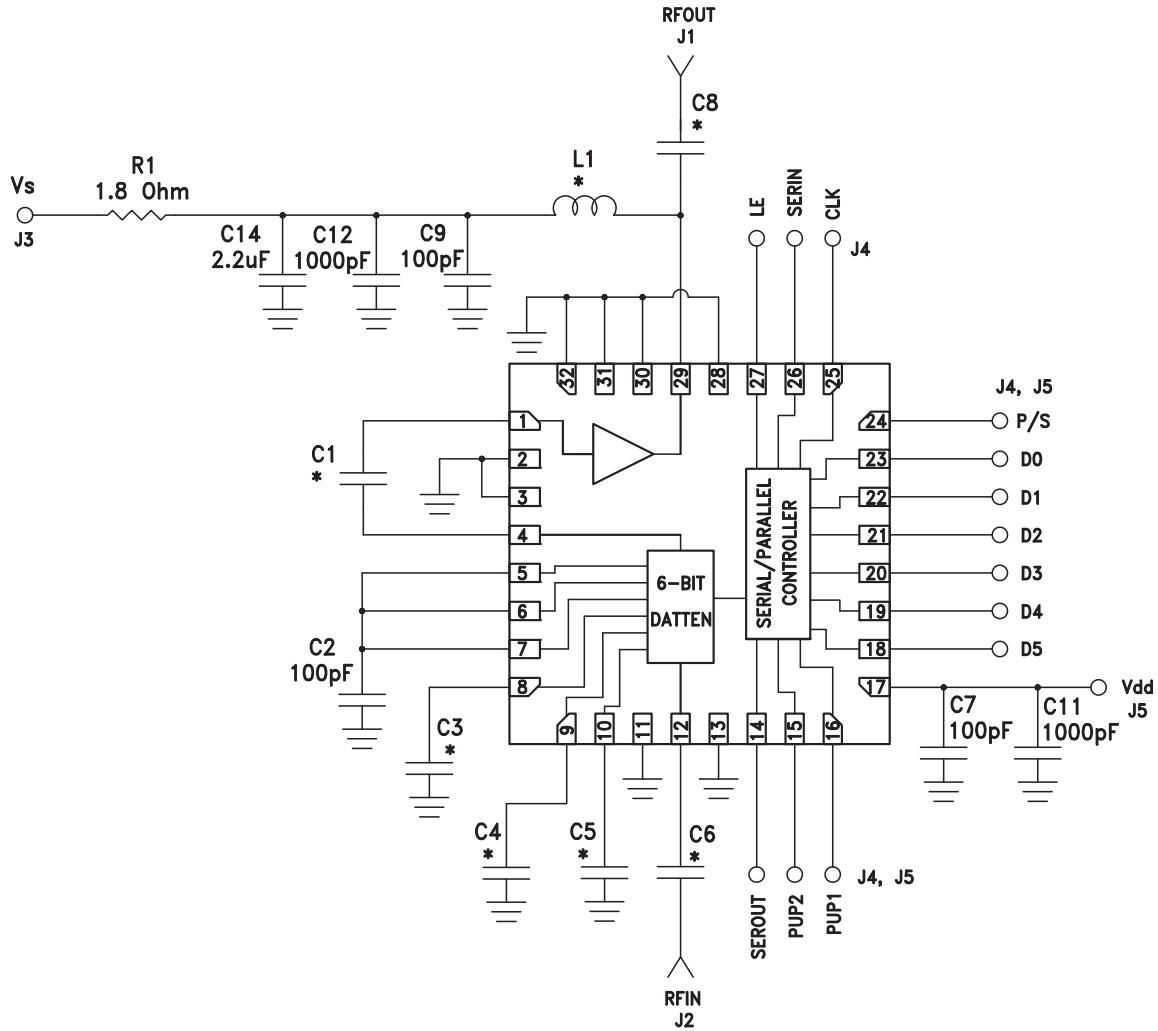 RFOUT
J1
C8
*
R1
1.8 Ohm
L1
*
Vs
J3
LE
SERIN
CLK
J4
C14
2.2uF
C12
1000pF
C9
100pF
32
31
30
29
28
27
26
25
J4, J5
1
24
P/S
C1
*
2
23
D0
3
22
D1
4
21
D2
5
20
D3
6
19
D4
7
18
D5
8
17
SERIAL/PARALLEL
CONTROLLER
6-BIT
DATTEN
C2
100pF
Vdd
J5
C7
100pF
C11
1000pF
C3
*
9
10
11
12
13
14
15
16
C4
*
C5
*
C6
*
J4, J5
SEROUT
PUP2
PUP1
RFIN
J2